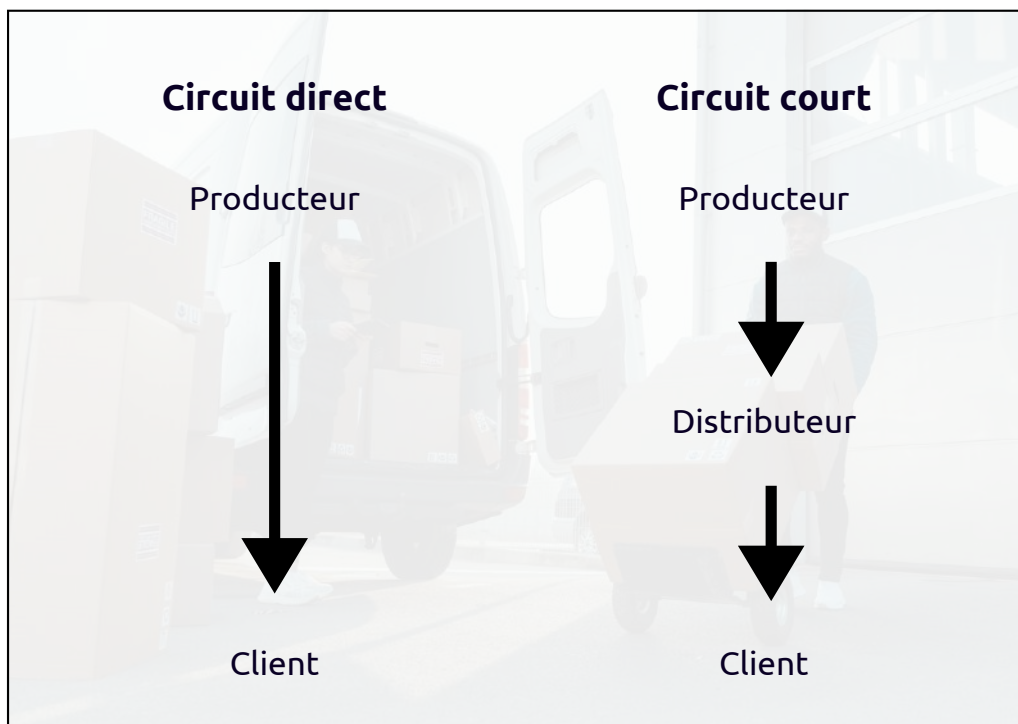 Circuit direct
Producteur
Client
Circuit court
Producteur
Distributeur
Client